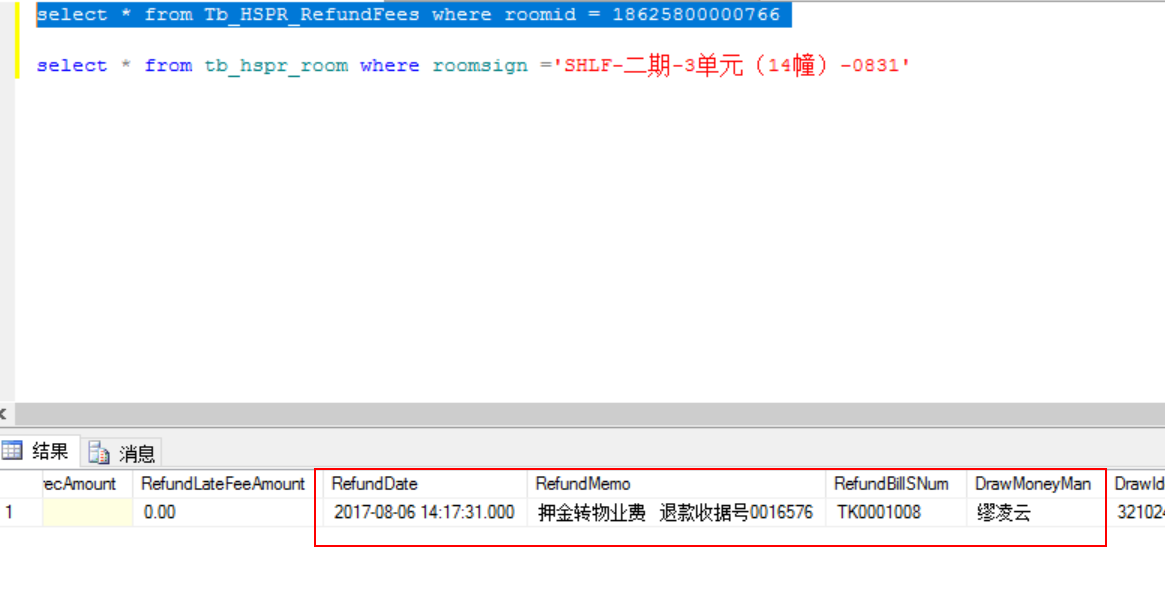 select * from Tb_HSPR_RefundFees where roomid = 18625800000766
select * from tb_hspr_room where roomsign ='SHLF-二期-3单元（14幢）-0831'
结果 消息
ecAmount RefundLateFeeAmount RefundDate RefundMemo RefundBillSNum DrawMoneyMan DrawId
1 0.00 2017-08-06 14:17:31.000 押金转物业费 退款收据号0016576 TK0001008 缪凌云 32102